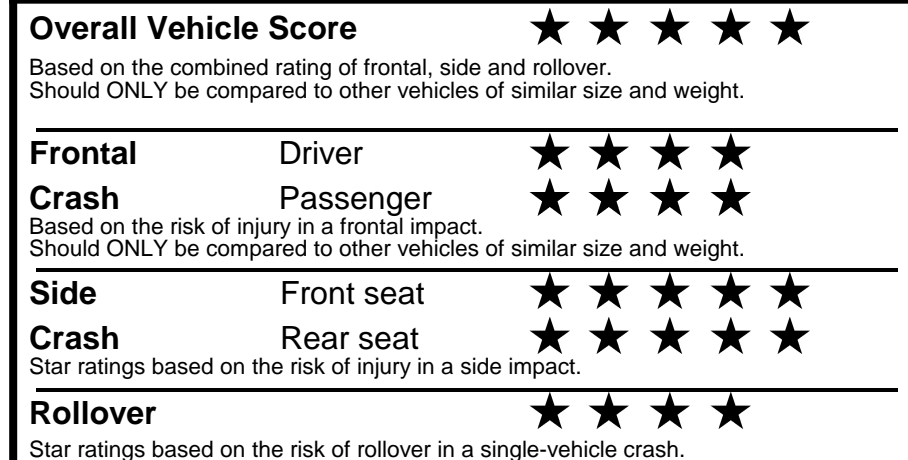 Overall Vehicle Score ★ ★ ★ ★ ★
Based on the combined rating of frontal, side and rollover.
Should ONLY be compared to other vehicles of similar size and weight.
Frontal Driver ★ ★ ★ ★
Crash Passenger ★ ★ ★ ★
Based on the risk of injury in a frontal impact.
Should ONLY be compared to other vehicles of similar size and weight.
Side Front seat ★ ★ ★ ★ ★
Crash Rear seat ★ ★ ★ ★ ★
Star ratings based on the risk of injury in a side impact.
Rollover ★ ★ ★ ★
Star ratings based on the risk of rollover in a single-vehicle crash.